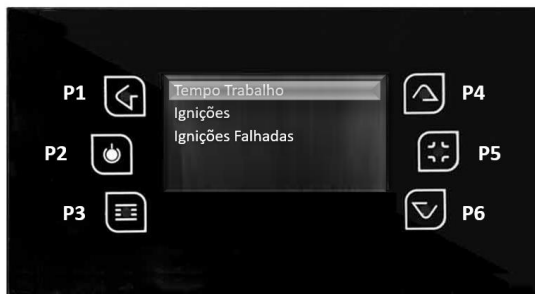 P1
P2
P3
Tempo Trabalho
Ignições
Ignições Falhadas
P4
P5
P6